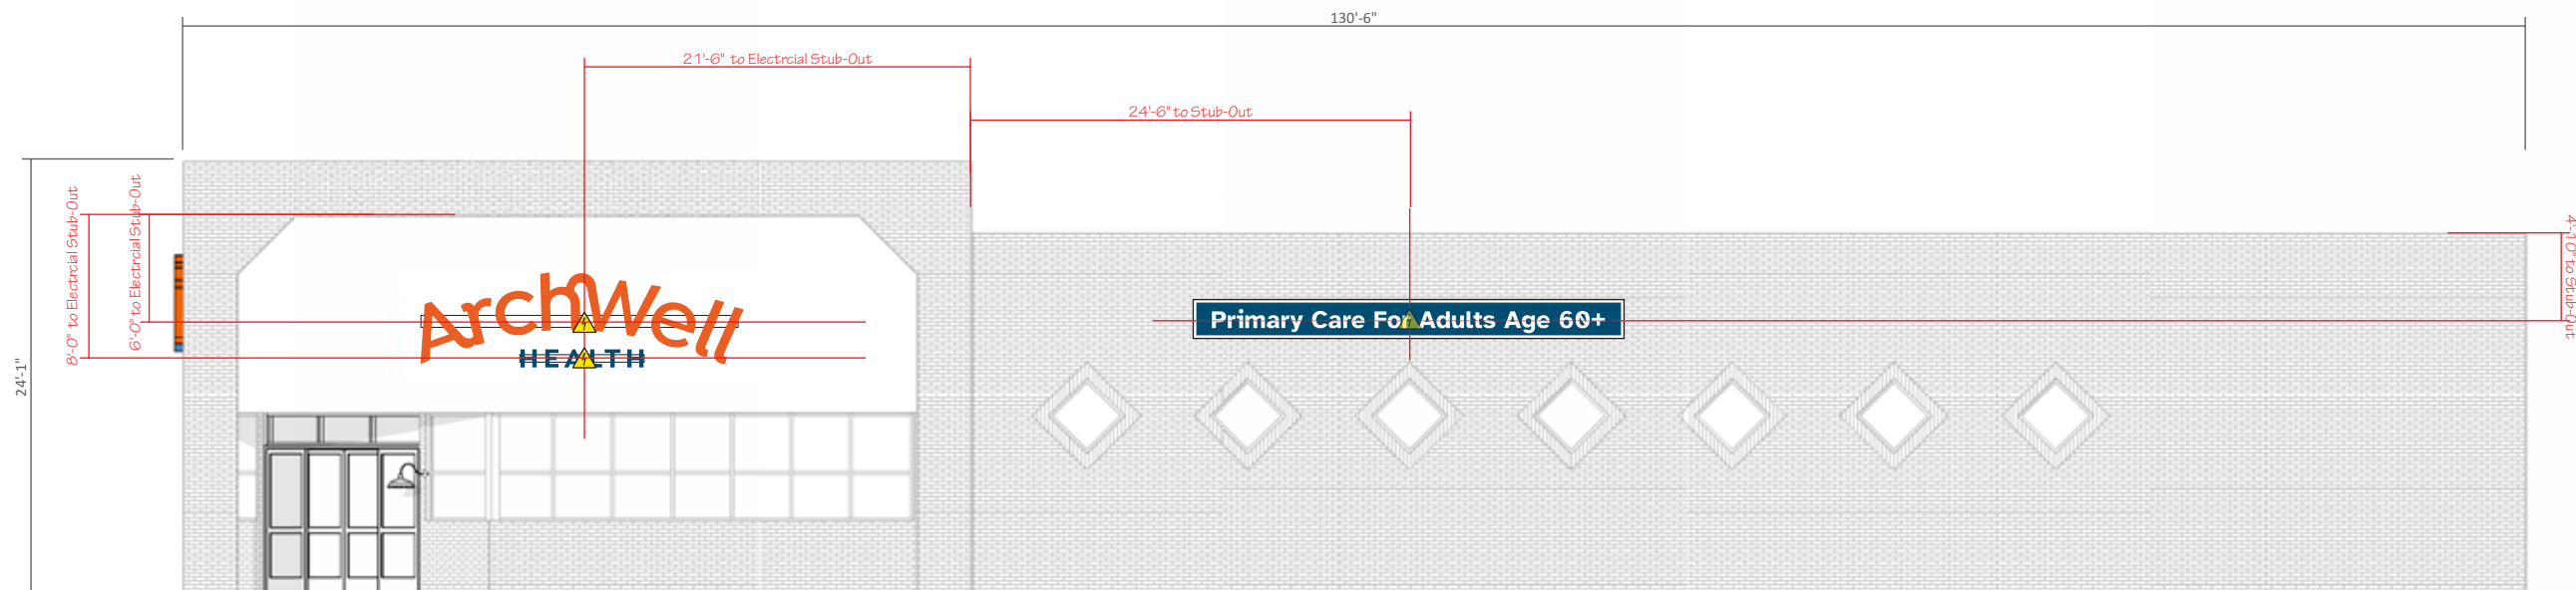 130'-6"
21'-6" to Electrcial Stub-Out
24'-6" to Stub-Out
8'-0" to Electrcial Stub-Out
6'-0" to Electrcial Stub-Out
4'-10" to Stub-Out
24'-1"
ArchWell
HEALTH
Primary Care For Adults Age 60+